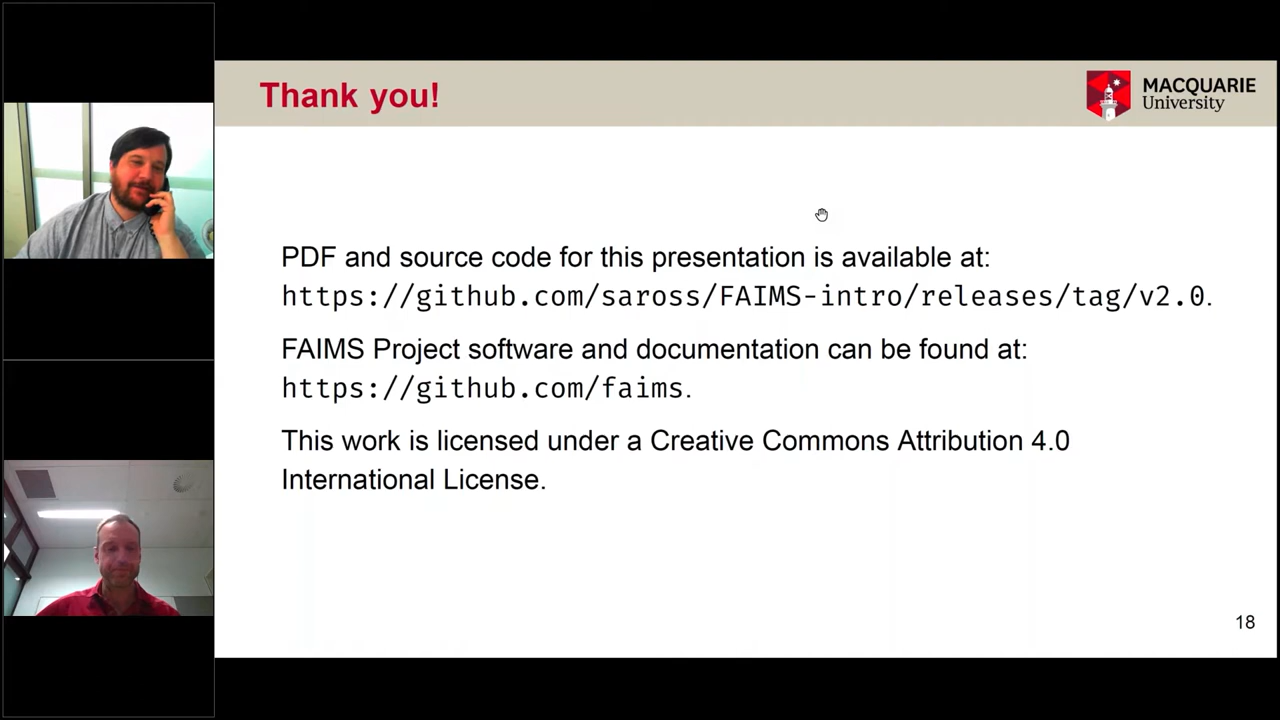 Thank you!
MACQUARIE
University
PDF and source code for this presentation is available at:
https://github.com/saross/FAIMS-intro/releases/tag/v2.0.
FAIMS Project software and documentation can be found at:
https://github.com/faims.
This work is licensed under a Creative Commons Attribution 4.0
International License.
18